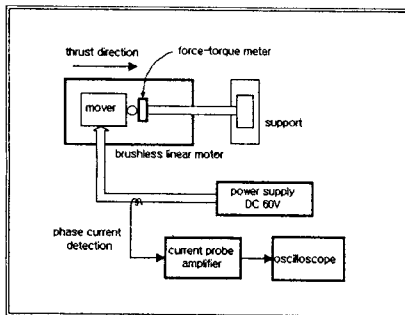 thrust direction
force-torque meter
mover
support
brushless linear motor
power supply
DC 60V
phase current
detection
current probe
amplifier
oscilloscope